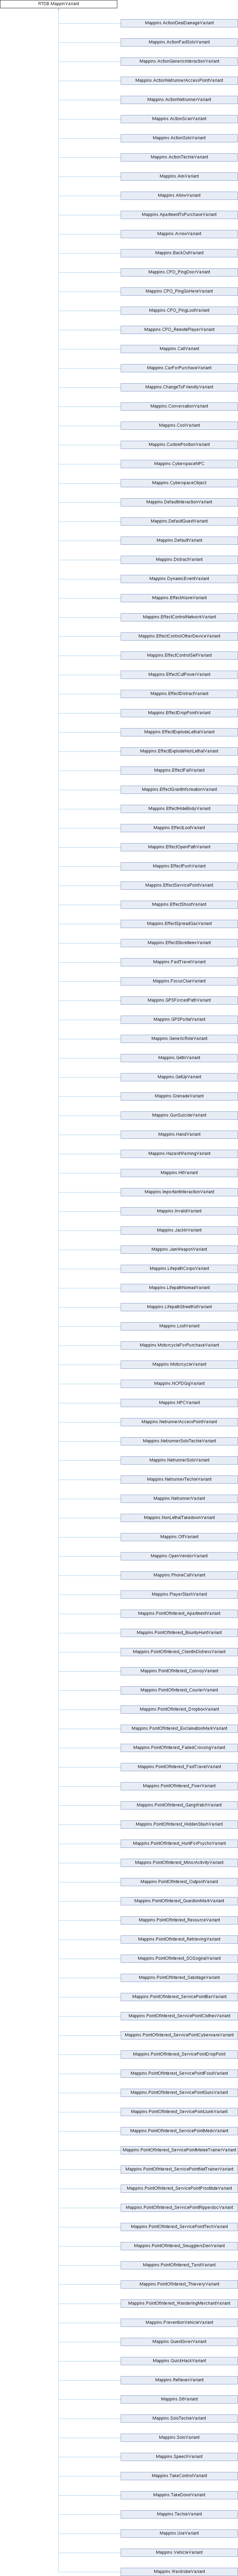 RTDB.MappinVariant
Mappins.ActionDealDamageVariant
Mappins.ActionFastSoloVariant
Mappins.ActionGenericInteractionVariant
Mappins.ActionNetrunnerAccessPointVariant
Mappins.ActionNetrunnerVariant
Mappins.ActionScanVariant
Mappins.ActionSoloVariant
Mappins.ActionTechieVariant
Mappins.AimVariant
Mappins.AllowVariant
Mappins.ApartmentToPurchaseVariant
Mappins.ArrowVariant
Mappins.BackOutVariant
Mappins.CPO_PingDoorVariant
Mappins.CPO_PingGoHereVariant
Mappins.CPO_PingLootVariant
Mappins.CPO_RemotePlayerVariant
Mappins.CallVariant
Mappins.CarForPurchaseVariant
Mappins.ChangeToFriendlyVariant
Mappins.ConversationVariant
Mappins.CoolVariant
Mappins.CustomPositionVariant
Mappins.CyberspaceNPC
Mappins.CyberspaceObject
Mappins.DefaultInteractionVariant
Mappins.DefaultQuestVariant
Mappins.DefaultVariant
Mappins.DistractVariant
Mappins.DynamicEventVariant
Mappins.EffectAlarmVariant
Mappins.EffectControlNetworkVariant
Mappins.EffectControlOtherDeviceVariant
Mappins.EffectControlSelfVariant
Mappins.EffectCutPowerVariant
Mappins.EffectDistractVariant
Mappins.EffectDropPointVariant
Mappins.EffectExplodeLethalVariant
Mappins.EffectExplodeNonLethalVariant
Mappins.EffectFallVariant
Mappins.EffectGrantInformationVariant
Mappins.EffectHideBodyVariant
Mappins.EffectLootVariant
Mappins.EffectOpenPathVariant
Mappins.EffectPushVariant
Mappins.EffectServicePointVariant
Mappins.EffectShootVariant
Mappins.EffectSpreadGasVariant
Mappins.EffectStoreItemsVariant
Mappins.FastTravelVariant
Mappins.FocusClueVariant
Mappins.GPSForcedPathVariant
Mappins.GPSPortalVariant
Mappins.GenericRoleVariant
Mappins.GetInVariant
Mappins.GetUpVariant
Mappins.GrenadeVariant
Mappins.GunSuicideVariant
Mappins.HandVariant
Mappins.HazardWarningVariant
Mappins.HitVariant
Mappins.ImportantInteractionVariant
Mappins.InvalidVariant
Mappins.JackInVariant
Mappins.JamWeaponVariant
Mappins.LifepathCorpoVariant
Mappins.LifepathNomadVariant
Mappins.LifepathStreetKidVariant
Mappins.LootVariant
Mappins.MotorcycleForPurchaseVariant
Mappins.MotorcycleVariant
Mappins.NCPDGigVariant
Mappins.NPCVariant
Mappins.NetrunnerAccessPointVariant
Mappins.NetrunnerSoloTechieVariant
Mappins.NetrunnerSoloVariant
Mappins.NetrunnerTechieVariant
Mappins.NetrunnerVariant
Mappins.NonLethalTakedownVariant
Mappins.OffVariant
Mappins.OpenVendorVariant
Mappins.PhoneCallVariant
Mappins.PlayerStashVariant
Mappins.PointOfInterest_ApartmentVariant
Mappins.PointOfInterest_BountyHuntVariant
Mappins.PointOfInterest_ClientInDistressVariant
Mappins.PointOfInterest_ConvoyVariant
Mappins.PointOfInterest_CourierVariant
Mappins.PointOfInterest_DropboxVariant
Mappins.PointOfInterest_ExclamationMarkVariant
Mappins.PointOfInterest_FailedCrossingVariant
Mappins.PointOfInterest_FastTravelVariant
Mappins.PointOfInterest_FixerVariant
Mappins.PointOfInterest_GangWatchVariant
Mappins.PointOfInterest_HiddenStashVariant
Mappins.PointOfInterest_HuntForPsychoVariant
Mappins.PointOfInterest_MinorActivityVariant
Mappins.PointOfInterest_OutpostVariant
Mappins.PointOfInterest_QuestionMarkVariant
Mappins.PointOfInterest_ResourceVariant
Mappins.PointOfInterest_RetrievingVariant
Mappins.PointOfInterest_SOSsignalVariant
Mappins.PointOfInterest_SabotageVariant
Mappins.PointOfInterest_ServicePointBarVariant
Mappins.PointOfInterest_ServicePointClothesVariant
Mappins.PointOfInterest_ServicePointCyberwareVariant
Mappins.PointOfInterest_ServicePointDropPoint
Mappins.PointOfInterest_ServicePointFoodVariant
Mappins.PointOfInterest_ServicePointGunsVariant
Mappins.PointOfInterest_ServicePointJunkVariant
Mappins.PointOfInterest_ServicePointMedsVariant
Mappins.PointOfInterest_ServicePointMeleeTrainerVariant
Mappins.PointOfInterest_ServicePointNetTrainerVariant
Mappins.PointOfInterest_ServicePointProstituteVariant
Mappins.PointOfInterest_ServicePointRipperdocVariant
Mappins.PointOfInterest_ServicePointTechVariant
Mappins.PointOfInterest_SmugglersDenVariant
Mappins.PointOfInterest_TarotVariant
Mappins.PointOfInterest_ThieveryVariant
Mappins.PointOfInterest_WanderingMerchantVariant
Mappins.PreventionVehicleVariant
Mappins.QuestGiverVariant
Mappins.QuickHackVariant
Mappins.ReflexesVariant
Mappins.SitVariant
Mappins.SoloTechieVariant
Mappins.SoloVariant
Mappins.SpeechVariant
Mappins.TakeControlVariant
Mappins.TakeDownVariant
Mappins.TechieVariant
Mappins.UseVariant
Mappins.VehicleVariant
Mappins.WardrobeVariant